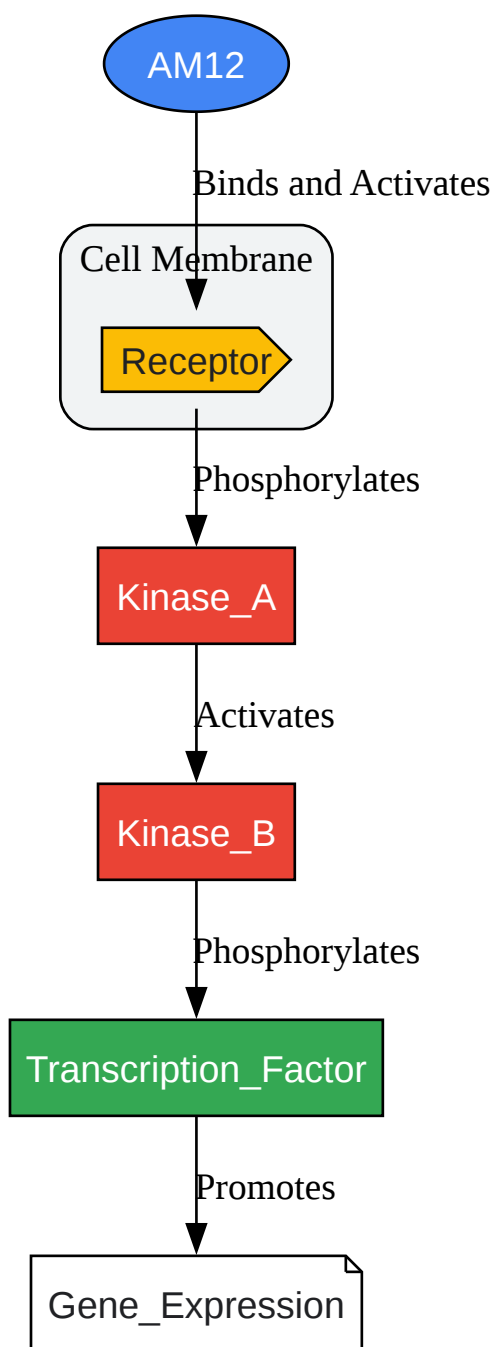 AM12
Binds and Activates
Cell Membrane
Receptor
Phosphorylates
Kinase_A
Activates
Kinase_B
Phosphorylates
Transcription_Factor
Promotes
Gene_Expression